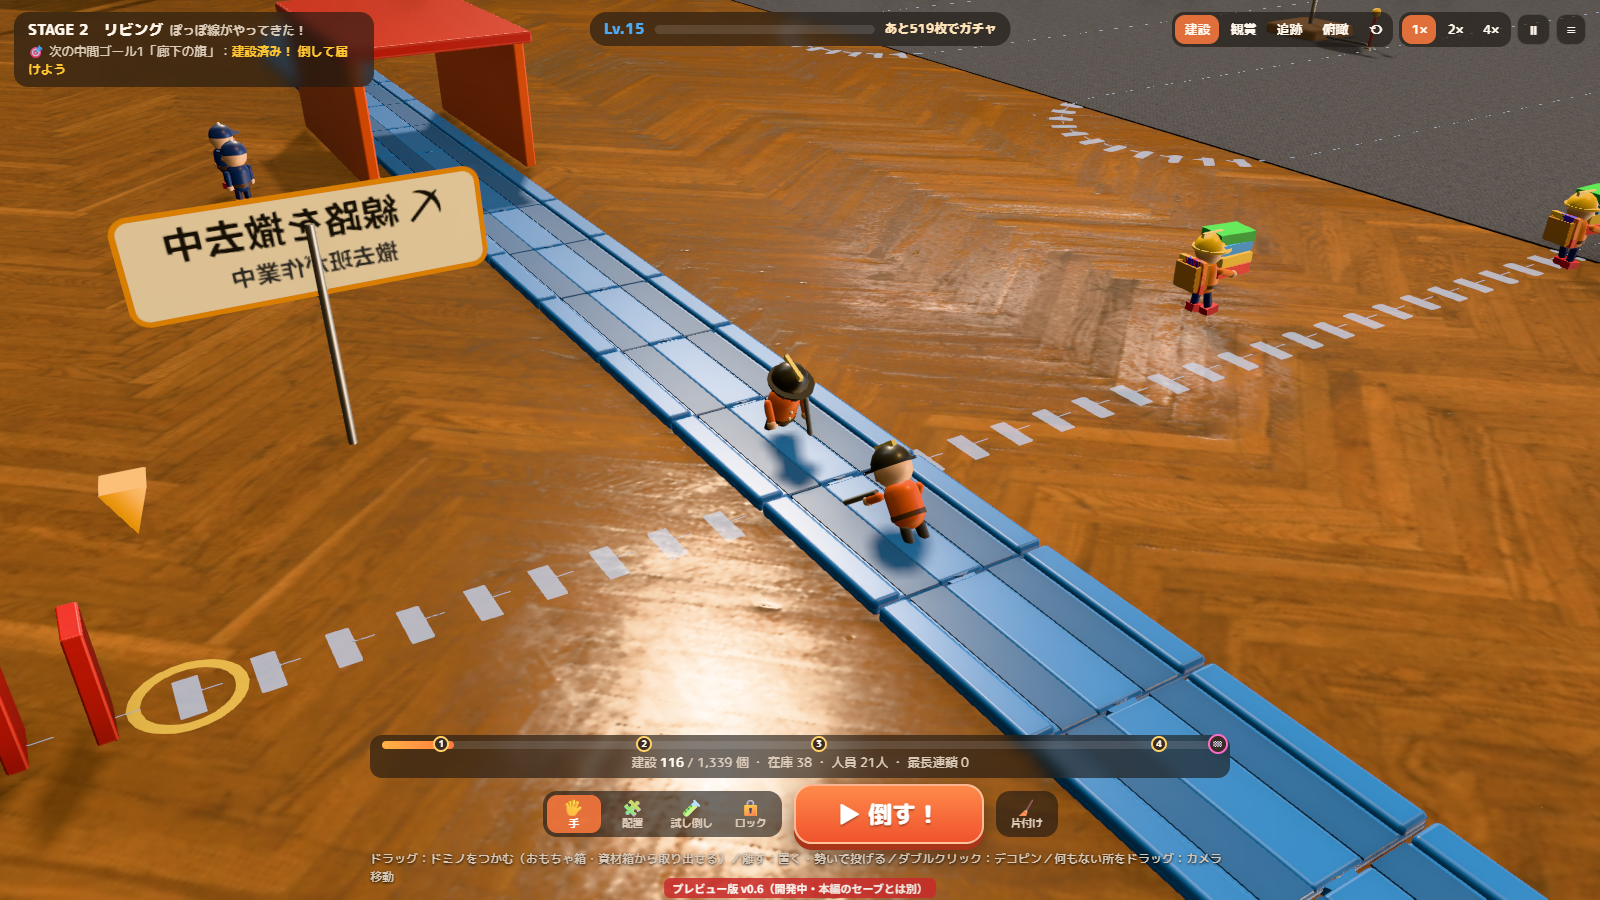 STAGE 2 リビング ぽっぽ線がやってきた!
🎯 次の中間ゴール1「廊下の旗」:建設済み! 倒して届
けよう
Lv.15
あと519枚でガチャ
建設 観賞 追跡 俯瞰
1× 2× 4×
線路を撤去中
撤去班が作業中
1 2 3 4
建設 116 / 1,339 個 · 在庫 38 · 人員 21人 · 最長連鎖 0
手 配置 試し倒し ロック
▶ 倒す!
片付け
ドラッグ:ドミノをつかむ(おもちゃ箱・資材箱から取り出せる)/離す:置く・勢いで投げる/ダブルクリック:デコピン/何もない所をドラッグ:カメラ
移動
プレビュー版 v0.6(開発中・本編のセーブとは別)